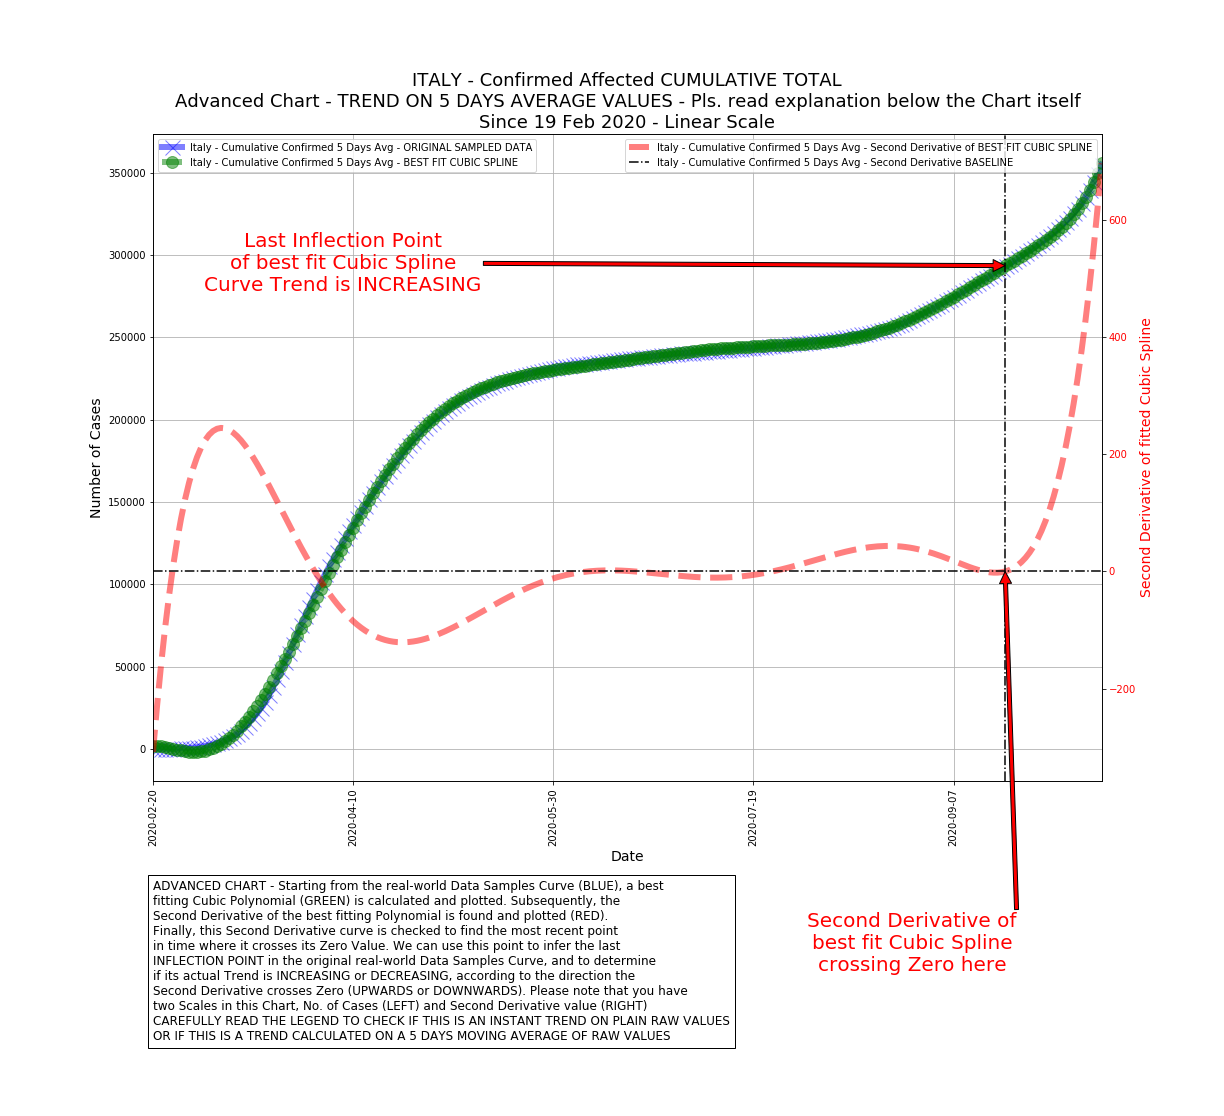 ITALY - Confirmed Affected CUMULATIVE TOTAL
Advanced Chart - TREND ON 5 DAYS AVERAGE VALUES - Pls. read explanation below the Chart itself
Since 19 Feb 2020 - Linear Scale
Italy - Cumulative Confirmed 5 Days Avg - ORIGINAL SAMPLED DATA
Italy - Cumulative Confirmed 5 Days Avg - BEST FIT CUBIC SPLINE
Italy - Cumulative Confirmed 5 Days Avg - Second Derivative of BEST FIT CUBIC SPLINE
Italy - Cumulative Confirmed 5 Days Avg - Second Derivative BASELINE
Last Inflection Point
of best fit Cubic Spline
Curve Trend is INCREASING
Number of Cases
350000
300000
250000
200000
150000
100000
50000
0
600
400
200
0
−200
Second Derivative of fitted Cubic Spline
2020-02-20
2020-04-10
2020-05-30
2020-07-19
2020-09-07
Date
ADVANCED CHART - Starting from the real-world Data Samples Curve (BLUE), a best
fitting Cubic Polynomial (GREEN) is calculated and plotted. Subsequently, the
Second Derivative of the best fitting Polynomial is found and plotted (RED).
Finally, this Second Derivative curve is checked to find the most recent point
in time where it crosses its Zero Value. We can use this point to infer the last
INFLECTION POINT in the original real-world Data Samples Curve, and to determine
if its actual Trend is INCREASING or DECREASING, according to the direction the
Second Derivative crosses Zero (UPWARDS or DOWNWARDS). Please note that you have
two Scales in this Chart, No. of Cases (LEFT) and Second Derivative value (RIGHT)
CAREFULLY READ THE LEGEND TO CHECK IF THIS IS AN INSTANT TREND ON PLAIN RAW VALUES
OR IF THIS IS A TREND CALCULATED ON A 5 DAYS MOVING AVERAGE OF RAW VALUES
Second Derivative of
best fit Cubic Spline
crossing Zero here